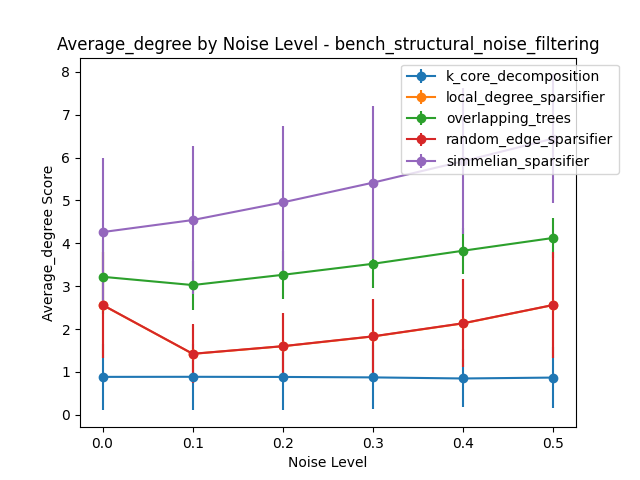 Average_degree by Noise Level - bench_structural_noise_filtering
8
7
6
5
4
3
2
1
0
Average_degree Score
k_core_decomposition
local_degree_sparsifier
overlapping_trees
random_edge_sparsifier
simmelian_sparsifier
0.0 0.1 0.2 0.3 0.4 0.5
Noise Level